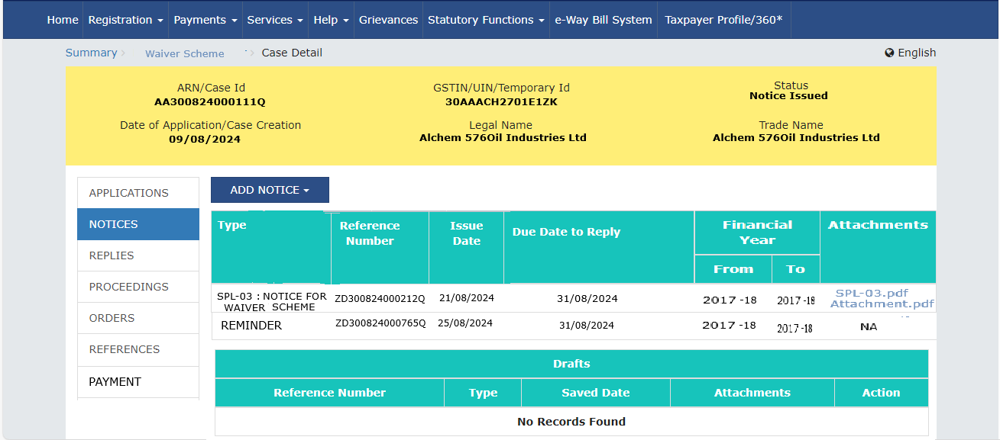 Home Registration Payments Services Help Grievances Statutory Functions e-Way Bill System Taxpayer Profile/360*
Summary > Waiver Scheme > Case Detail English
ARN/Case Id GSTIN/UIN/Temporary Id Status
AA300824000111Q 30AAACH2701E1ZK Notice Issued
Date of Application/Case Creation Legal Name Trade Name
09/08/2024 Alchem 576Oil Industries Ltd Alchem 576Oil Industries Ltd
APPLICATIONS
NOTICES
REPLIES
PROCEEDINGS
ORDERS
REFERENCES
PAYMENT
ADD NOTICE
Type Reference Issue Due Date to Reply Financial Attachments
Number Date Year
From To
SPL-03 : NOTICE FOR ZD300824000212Q 21/08/2024 31/08/2024 2017 -18 2017 -18 SPL-03.pdf
WAIVER SCHEME Attachment.pdf
REMINDER ZD300824000765Q 25/08/2024 31/08/2024 2017 -18 2017 -18 NA
Drafts
Reference Number Type Saved Date Attachments Action
No Records Found